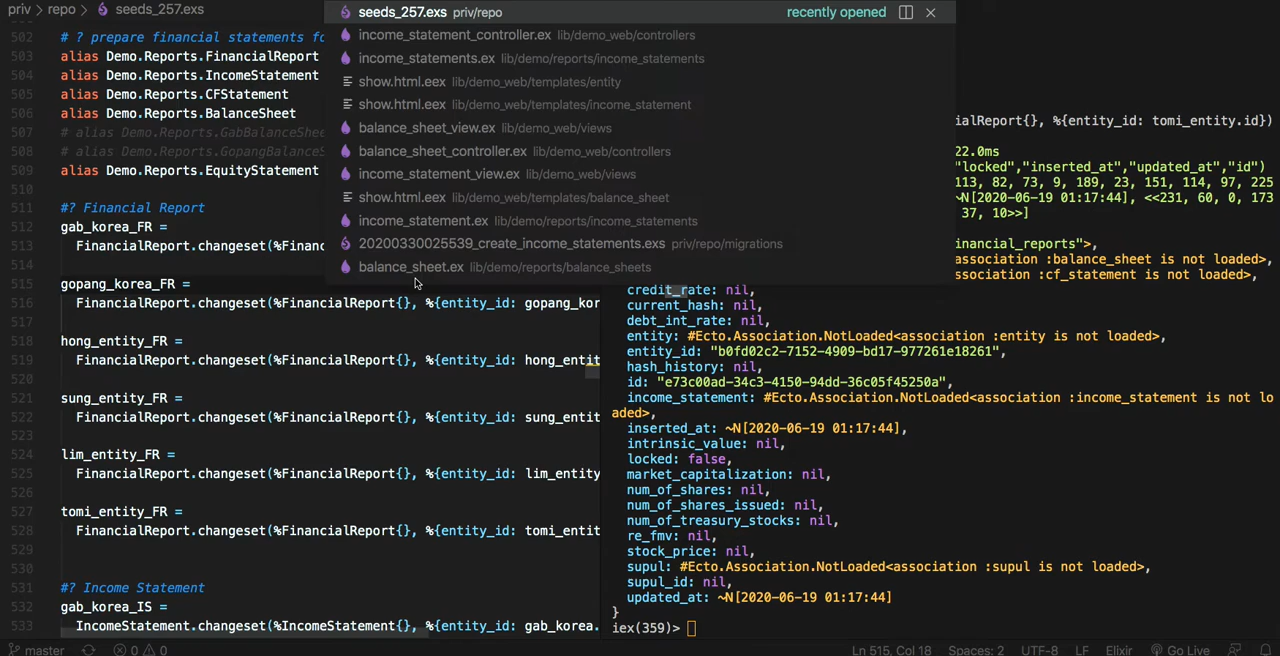 priv > repo > seeds_257.exs
502 # ? prepare financial statements fo
503 alias Demo.Reports.FinancialReport
504 alias Demo.Reports.IncomeStatement
505 alias Demo.Reports.CFStatement
506 alias Demo.Reports.BalanceSheet
507 # alias Demo.Reports.GabBalanceShee
508 # alias Demo.Reports.GopangBalanceS
509 alias Demo.Reports.EquityStatement
510
511 #? Financial Report
512 gab_korea_FR =
513 FinancialReport.changeset(%Financ
514
515 gopang_korea_FR =
516 FinancialReport.changeset(%FinancialReport{}, %{entity_id: gopang_kor
517
518 hong_entity_FR =
519 FinancialReport.changeset(%FinancialReport{}, %{entity_id: hong_entit
520
521 sung_entity_FR =
522 FinancialReport.changeset(%FinancialReport{}, %{entity_id: sung_entit
523
524 lim_entity_FR =
525 FinancialReport.changeset(%FinancialReport{}, %{entity_id: lim_entity
526
527 tomi_entity_FR =
528 FinancialReport.changeset(%FinancialReport{}, %{entity_id: tomi_entit
529
530
531 #? Income Statement
532 gab_korea_IS =
533 IncomeStatement.changeset(%IncomeStatement{}, %{entity_id: gab_korea.
seeds_257.exs priv/repo recently opened
income_statement_controller.ex lib/demo_web/controllers
income_statements.ex lib/demo/reports/income_statements
show.html.eex lib/demo_web/templates/entity
show.html.eex lib/demo_web/templates/income_statement
balance_sheet_view.ex lib/demo_web/views
balance_sheet_controller.ex lib/demo_web/controllers
income_statement_view.ex lib/demo_web/views
show.html.eex lib/demo_web/templates/balance_sheet
income_statement.ex lib/demo/reports/income_statements
20200330025539_create_income_statements.exs priv/repo/migrations
balance_sheet.ex lib/demo/reports/balance_sheets
ialReport{}, %{entity_id: tomi_entity.id})
22.0ms
"locked","inserted_at","updated_at","id")
113, 82, 73, 9, 189, 23, 151, 114, 97, 225
~N[2020-06-19 01:17:44], <<231, 60, 0, 173
37, 10>>]
inancial_reports">,
association :balance_sheet is not loaded>,
ssociation :cf_statement is not loaded>,
credit_rate: nil,
current_hash: nil,
debt_int_rate: nil,
entity: #Ecto.Association.NotLoaded<association :entity is not loaded>,
entity_id: "b0fd02c2-7152-4909-bd17-977261e18261",
hash_history: nil,
id: "e73c00ad-34c3-4150-94dd-36c05f45250a",
income_statement: #Ecto.Association.NotLoaded<association :income_statement is not lo
aded>,
inserted_at: ~N[2020-06-19 01:17:44],
intrinsic_value: nil,
locked: false,
market_capitalization: nil,
num_of_shares: nil,
num_of_shares_issued: nil,
num_of_treasury_stocks: nil,
re_fmv: nil,
stock_price: nil,
supul: #Ecto.Association.NotLoaded<association :supul is not loaded>,
supul_id: nil,
updated_at: ~N[2020-06-19 01:17:44]
}
iex(359)>
master 0 0 Ln 515, Col 18 Spaces: 2 UTF-8 LF Elixir Go Live